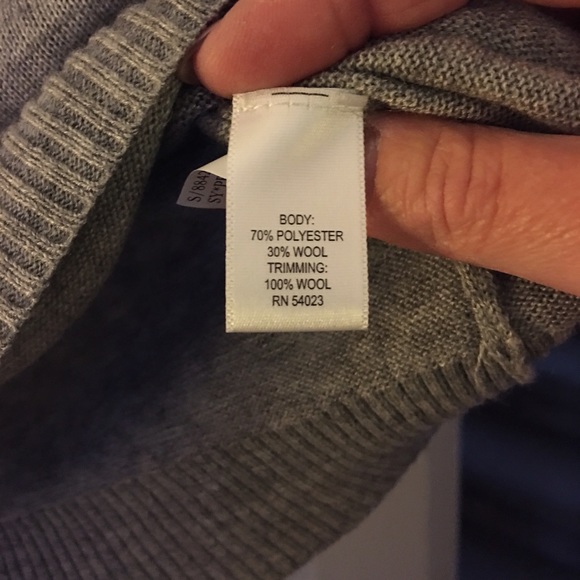 BODY:
70% POLYESTER
30% WOOL
TRIMMING:
100% WOOL
RN 54023